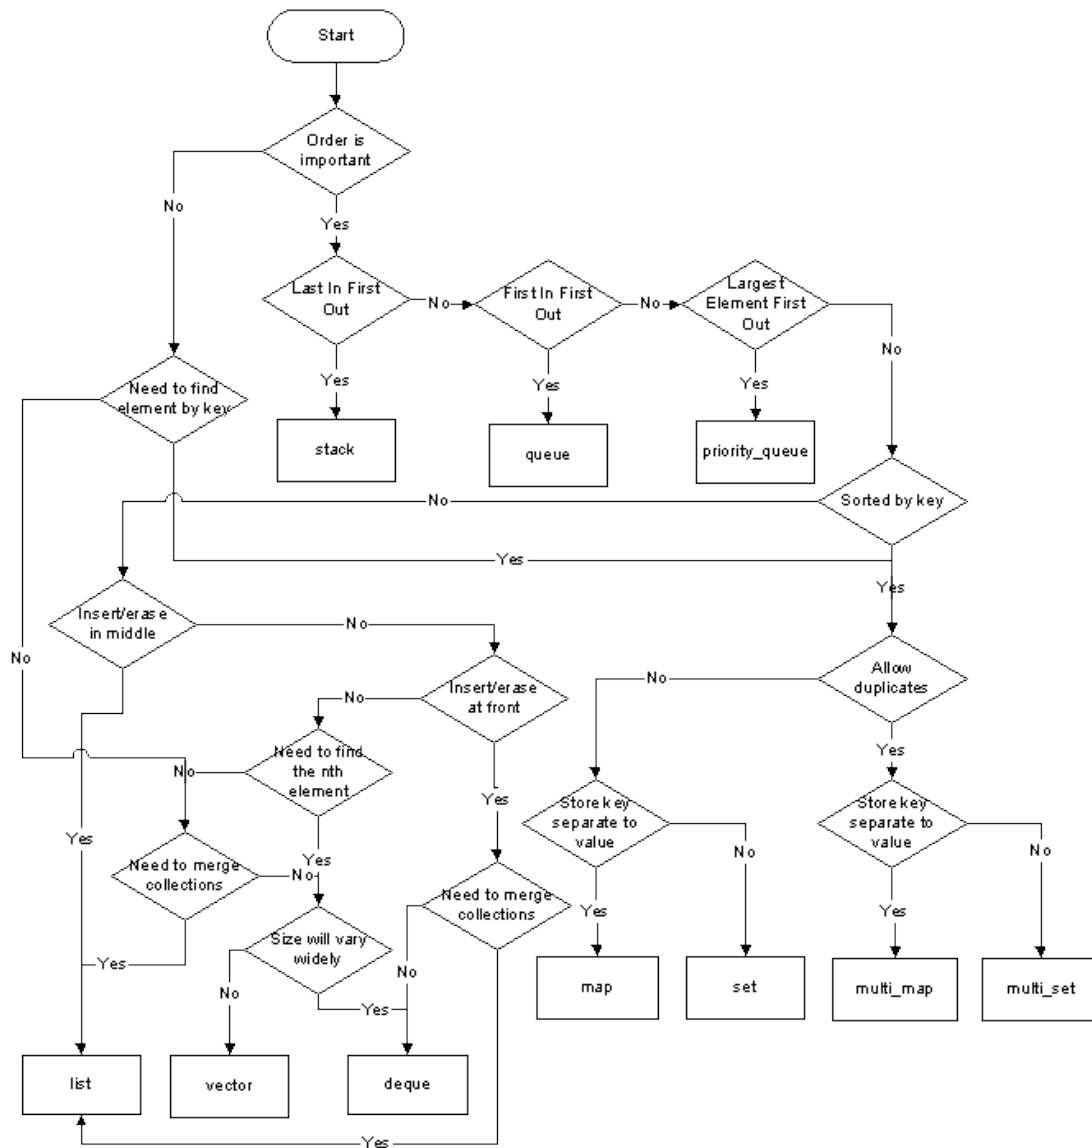 Start
Order is
important
No
Yes
Last In First
Out
No
First In First
Out
No
Largest
Element First
Out
No
Need to find
element by key
Yes
Yes
Yes
stack
queue
priority_queue
No
Sorted by key
Yes
Yes
Insert/erase
in middle
No
No
Insert/erase
at front
No
Allow
duplicates
No
Need to find
the nth
element
No
Yes
Yes
Store key
separate to
value
Store key
separate to
value
Yes
Yes
No
No
Need to merge
collections
No
Need to merge
collections
Yes
Yes
Size will vary
widely
Yes
No
No
Yes
map
set
multi_map
multi_set
list
vector
deque
Yes